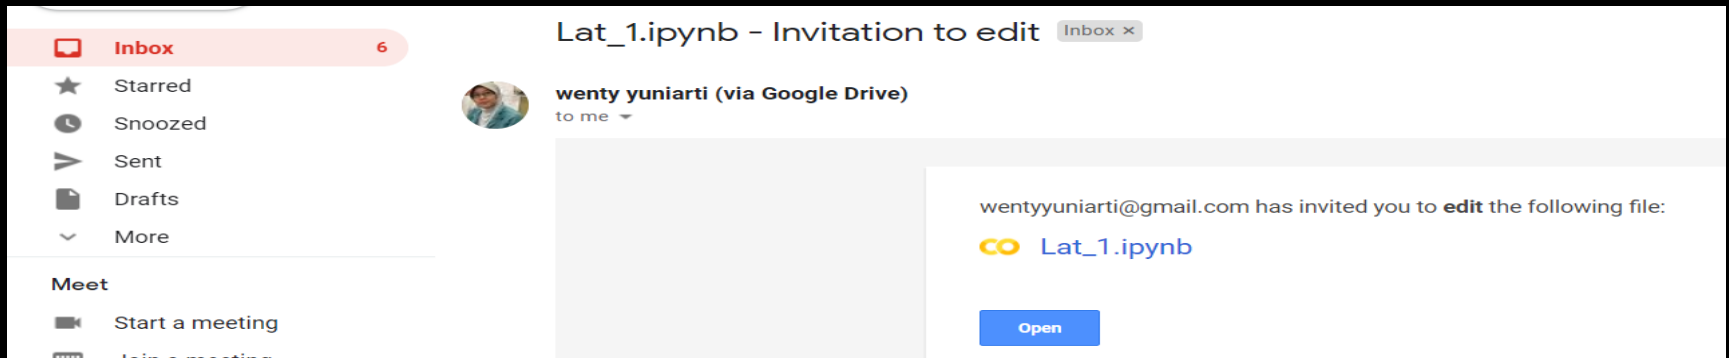 Inbox 6
Starred
Snoozed
Sent
Drafts
More
Meet
Start a meeting
Join a meeting
Lat_1.ipynb - Invitation to edit Inbox ×
wenty yuniarti (via Google Drive)
to me
wentyyuniarti@gmail.com has invited you to edit the following file:
CO Lat_1.ipynb
Open